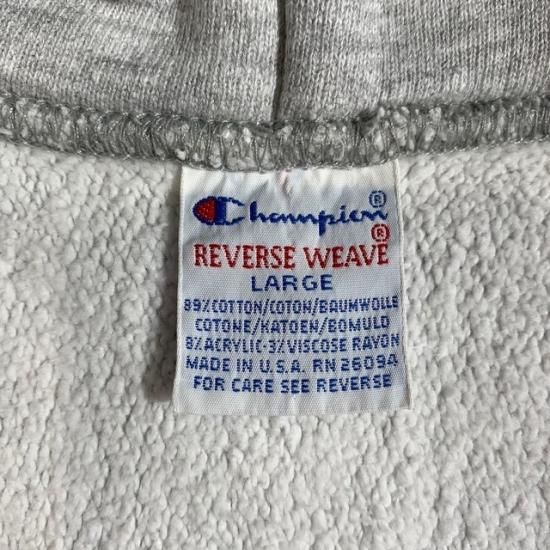 Champion®
REVERSE WEAVE®
LARGE
89% COTTON/COTON/BAUMWOLLE
COTONE/KATOEN/BOMULD
8% ACRYLIC-3% VISCOSE RAYON
MADE IN U.S.A. RN 26094
FOR CARE SEE REVERSE